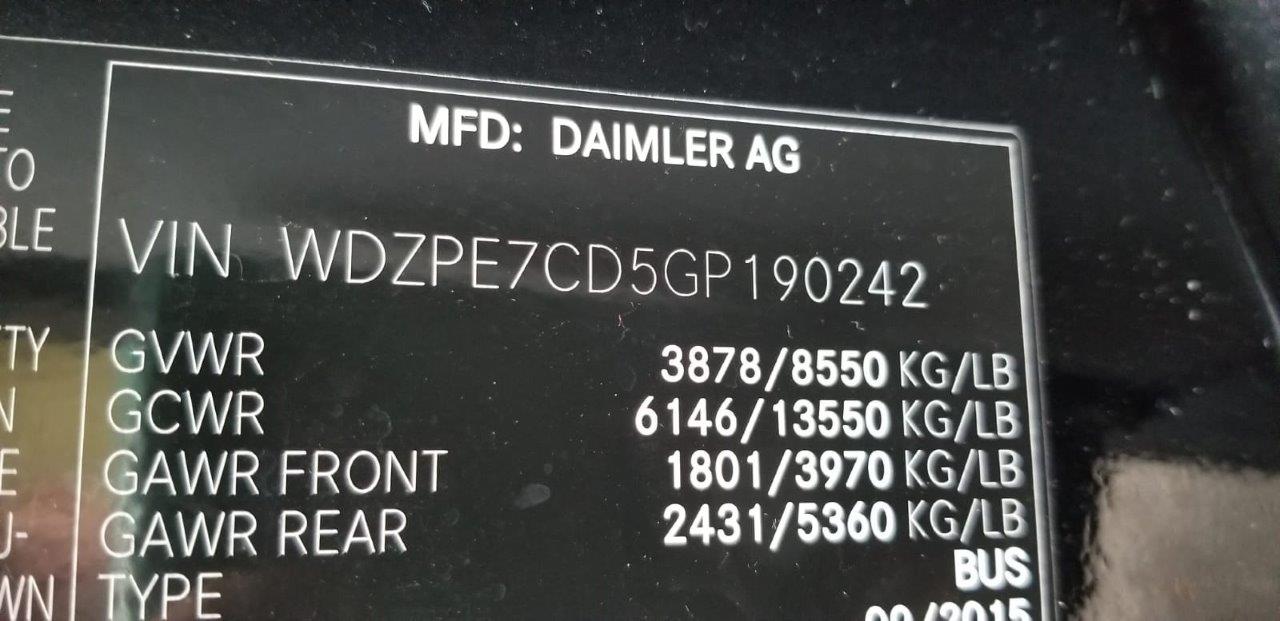 MFD: DAIMLER AG
VIN WDZPE7CD5GP190242
GVWR 3878/8550 KG/LB
GCWR 6146/13550 KG/LB
GAWR FRONT 1801/3970 KG/LB
GAWR REAR 2431/5360 KG/LB
BUS
TYPE